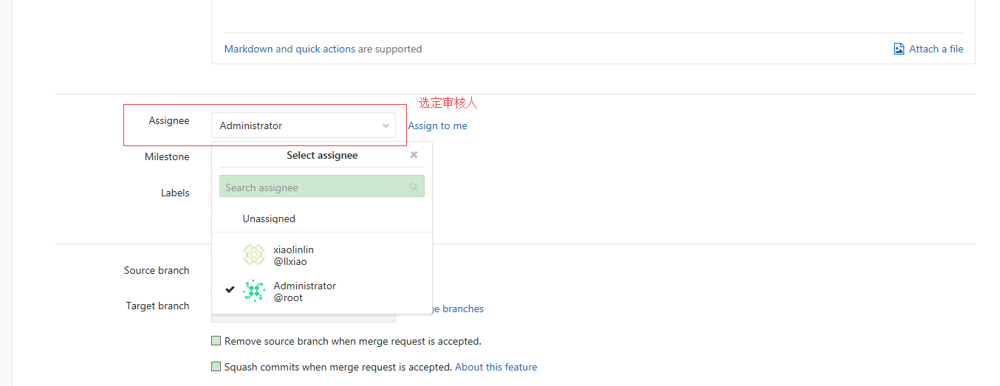 Markdown and quick actions are supported
Attach a file
选定审核人
Assignee
Administrator
Assign to me
Milestone
Select assignee
Labels
Search assignee
Unassigned
xiaolinlin
@llxiao
Source branch
Administrator
@root
Target branch
branches
Remove source branch when merge request is accepted.
Squash commits when merge request is accepted. About this feature